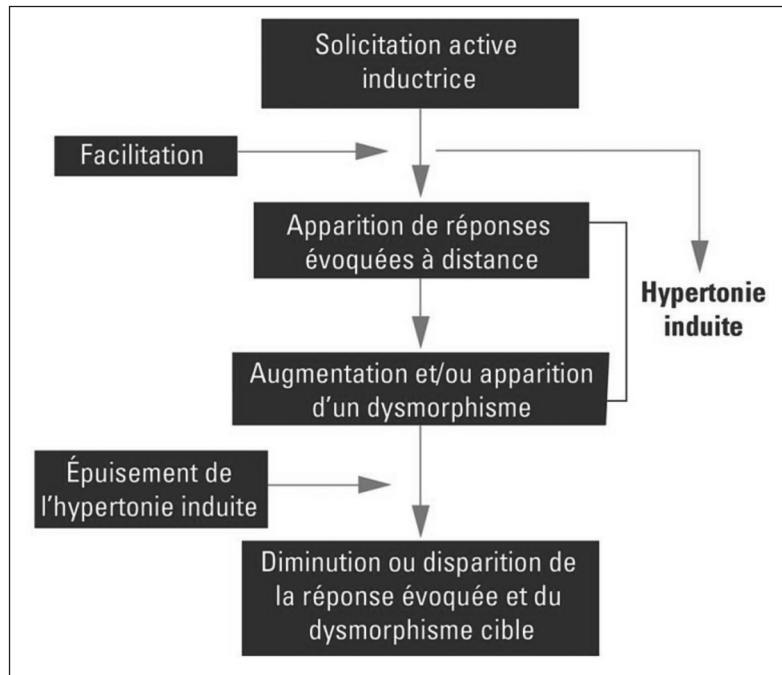 Solicitation active
inductrice
Facilitation
Apparition de réponses
évoquées à distance
Hypertonie
induite
Augmentation et/ou apparition
d'un dysmorphisme
Épuisement de
l'hypertonie induite
Diminution ou disparition de
la réponse évoquée et du
dysmorphisme cible